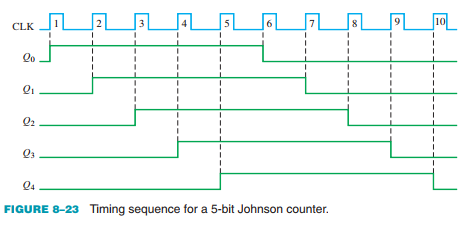 CLK 1 2 3 4 5 6 7 8 9 10
Q0
Q1
Q2
Q3
Q4
FIGURE 8–23 Timing sequence for a 5-bit Johnson counter.